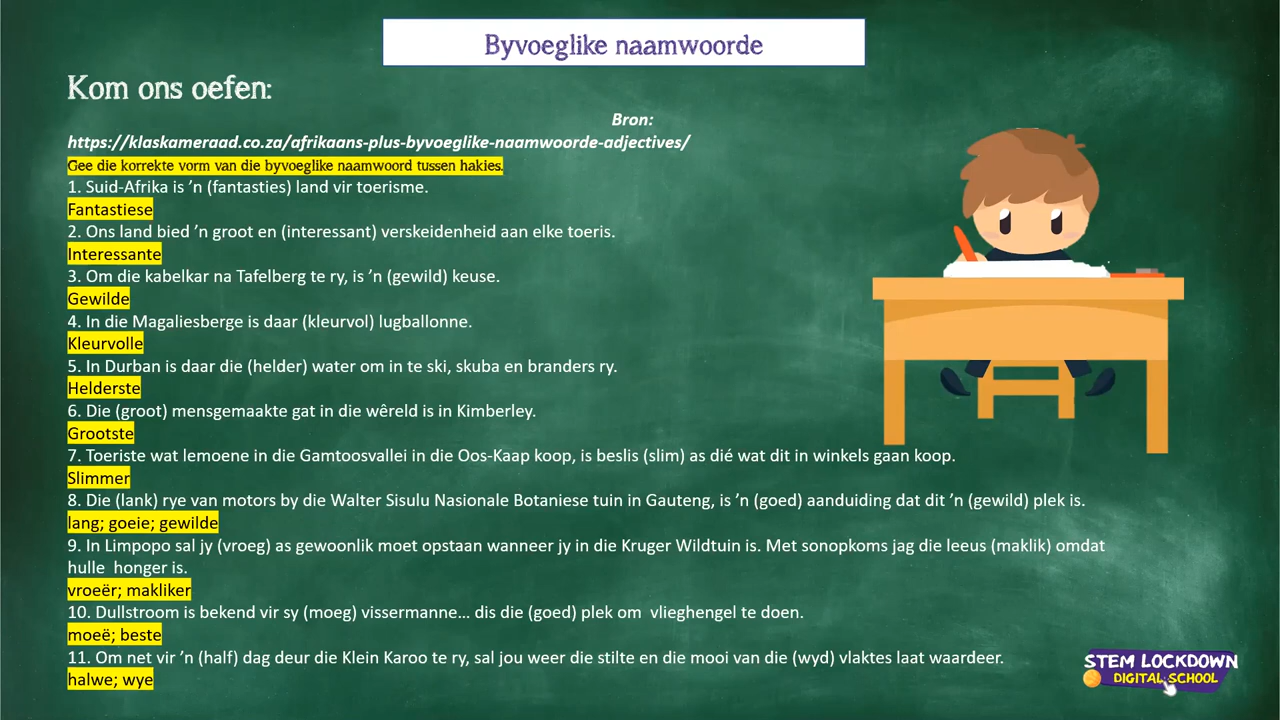 Byvoeglike naamwoorde
Kom ons oefen:
Bron:
https://klaskameraad.co.za/afrikaans-plus-byvoeglike-naamwoorde-adjectives/
Gee die korrekte vorm van die byvoeglike naamwoord tussen hakies.
1. Suid-Afrika is ’n (fantasties) land vir toerisme.
Fantastiese
2. Ons land bied ’n groot en (interessant) verskeidenheid aan elke toeris.
Interessante
3. Om die kabelkar na Tafelberg te ry, is ’n (gewild) keuse.
Gewilde
4. In die Magaliesberge is daar (kleurvol) lugballonne.
Kleurvolle
5. In Durban is daar die (helder) water om in te ski, skuba en branders ry.
Helderste
6. Die (groot) mensgemaakte gat in die wêreld is in Kimberley.
Grootste
7. Toeriste wat lemoene in die Gamtoosvallei in die Oos-Kaap koop, is beslis (slim) as dié wat dit in winkels gaan koop.
Slimmer
8. Die (lank) rye van motors by die Walter Sisulu Nasionale Botaniese tuin in Gauteng, is ’n (goed) aanduiding dat dit ’n (gewild) plek is.
lang; goeie; gewilde
9. In Limpopo sal jy (vroeg) as gewoonlik moet opstaan wanneer jy in die Kruger Wildtuin is. Met sonopkoms jag die leeus (maklik) omdat
hulle  honger is.
vroeër; makliker
10. Dullstroom is bekend vir sy (moeg) vissermanne... dis die (goed) plek om  vlieghengel te doen.
moeë; beste
11. Om net vir ’n (half) dag deur die Klein Karoo te ry, sal jou weer die stilte en die mooi van die (wyd) vlaktes laat waardeer.
halwe; wye
STEM LOCKDOWN
DIGITAL SCHOOL